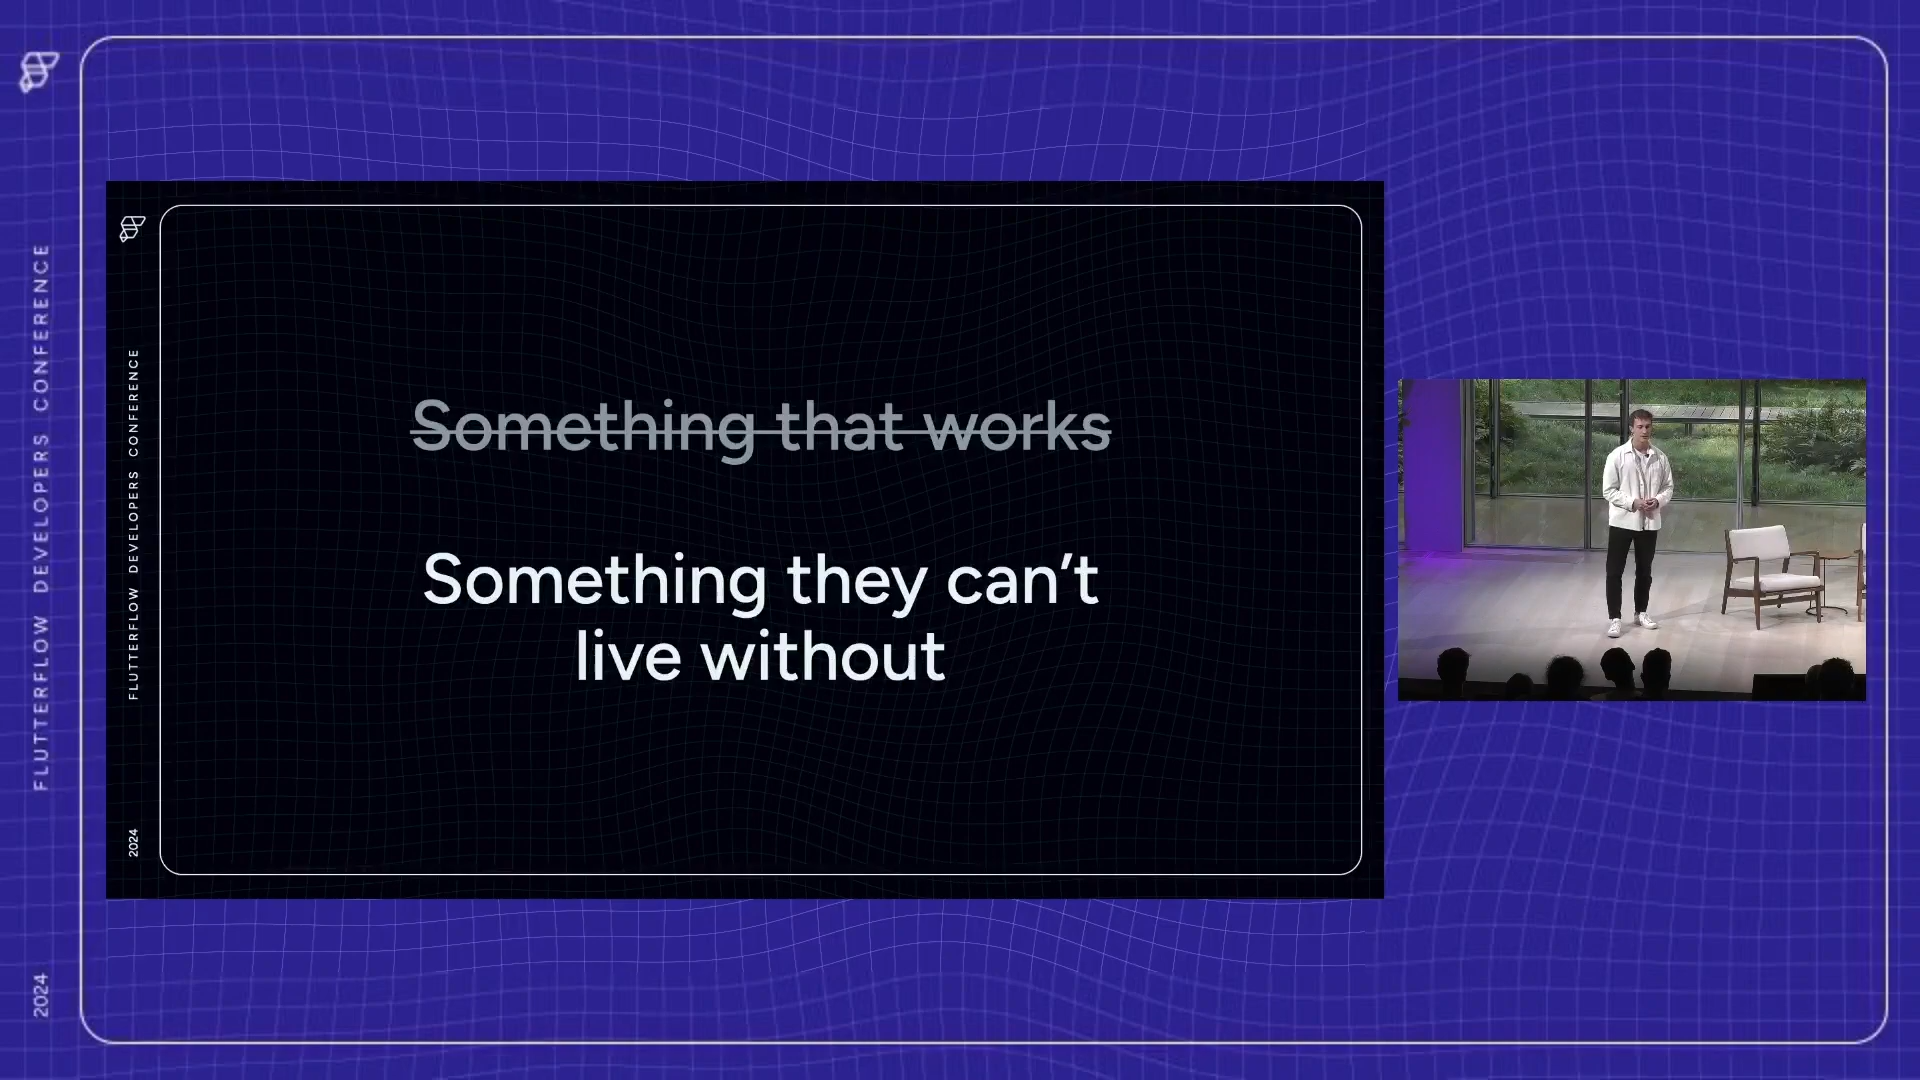 FLUTTERFLOW DEVELOPERS CONFERENCE
2024
FLUTTERFLOW DEVELOPERS CONFERENCE
2024
Something that works
Something they can’t
live without